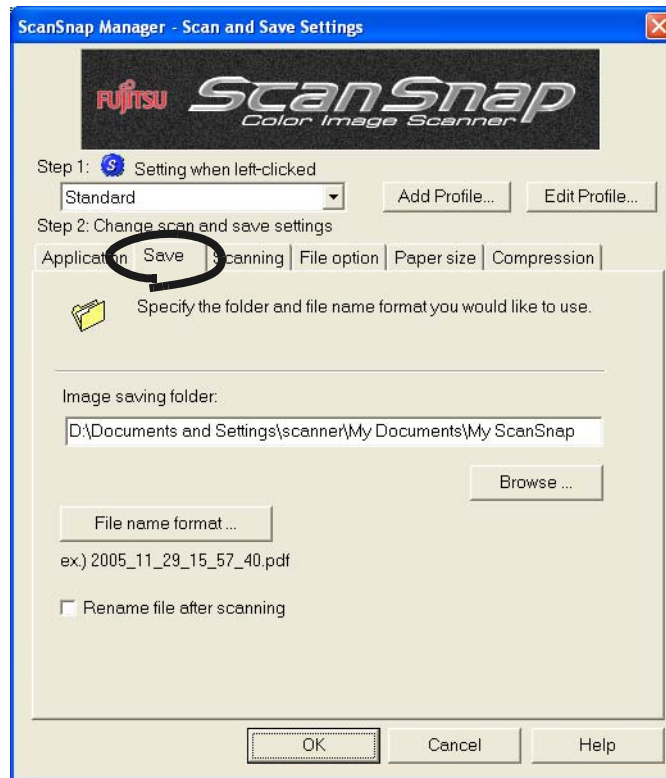 ScanSnap Manager - Scan and Save Settings
FUJITSU ScanSnap
Color Image Scanner
Step 1: S Setting when left-clicked
Standard Add Profile... Edit Profile...
Step 2: Change scan and save settings
Application Save Scanning File option Paper size Compression
Specify the folder and file name format you would like to use.
Image saving folder:
D:\Documents and Settings\scanner\My Documents\My ScanSnap
Browse ...
File name format ...
ex.) 2005_11_29_15_57_40.pdf
Rename file after scanning
OK Cancel Help